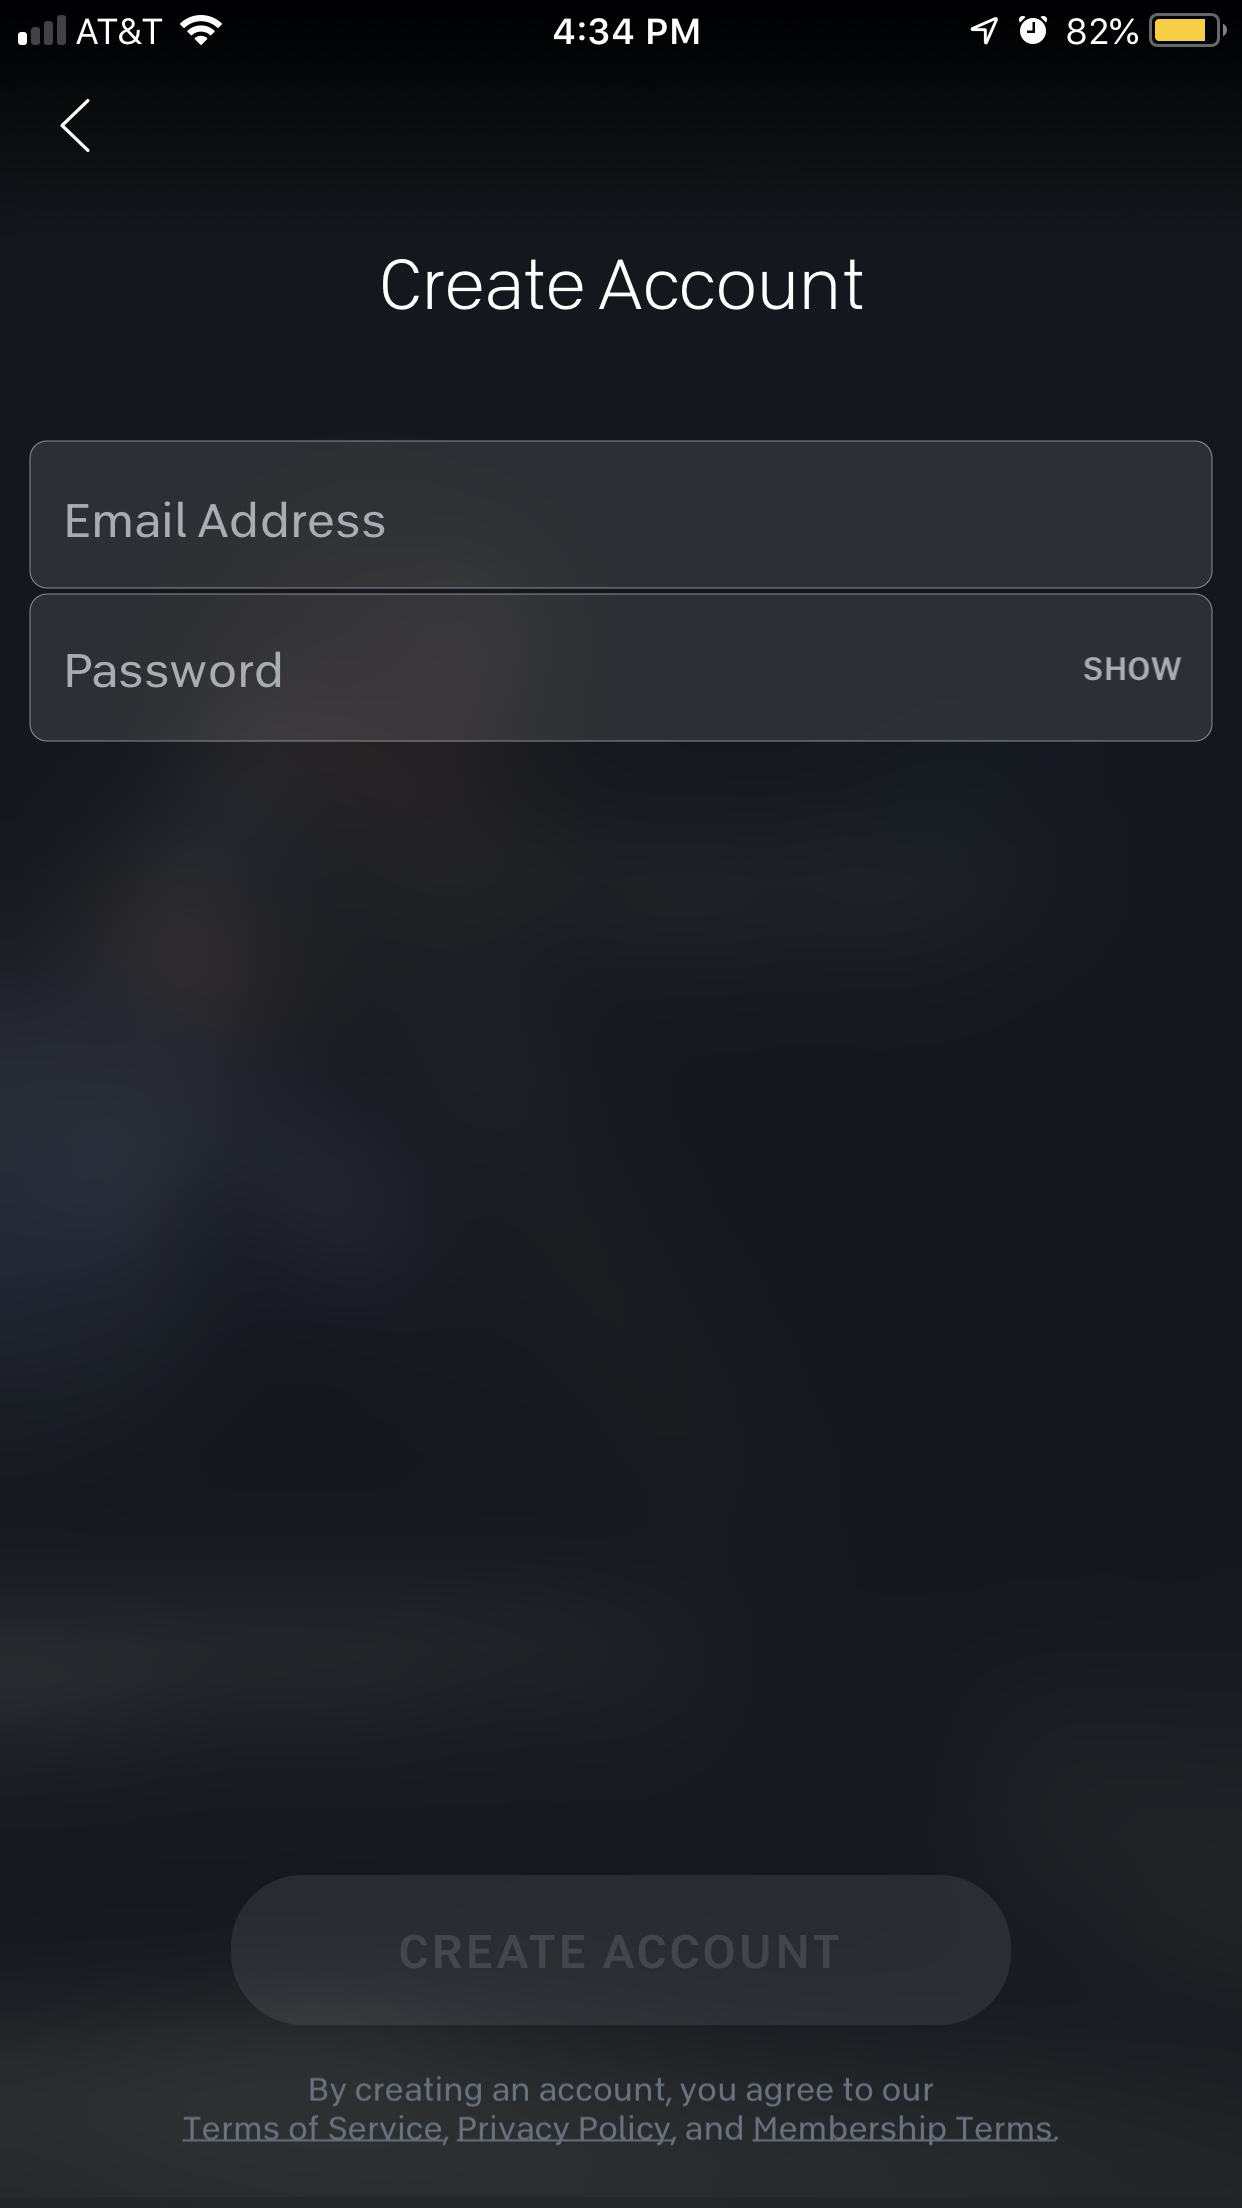 AT&T 4:34 PM 82%
Create Account
Email Address
Password SHOW
CREATE ACCOUNT
By creating an account, you agree to our
Terms of Service, Privacy Policy, and Membership Terms.